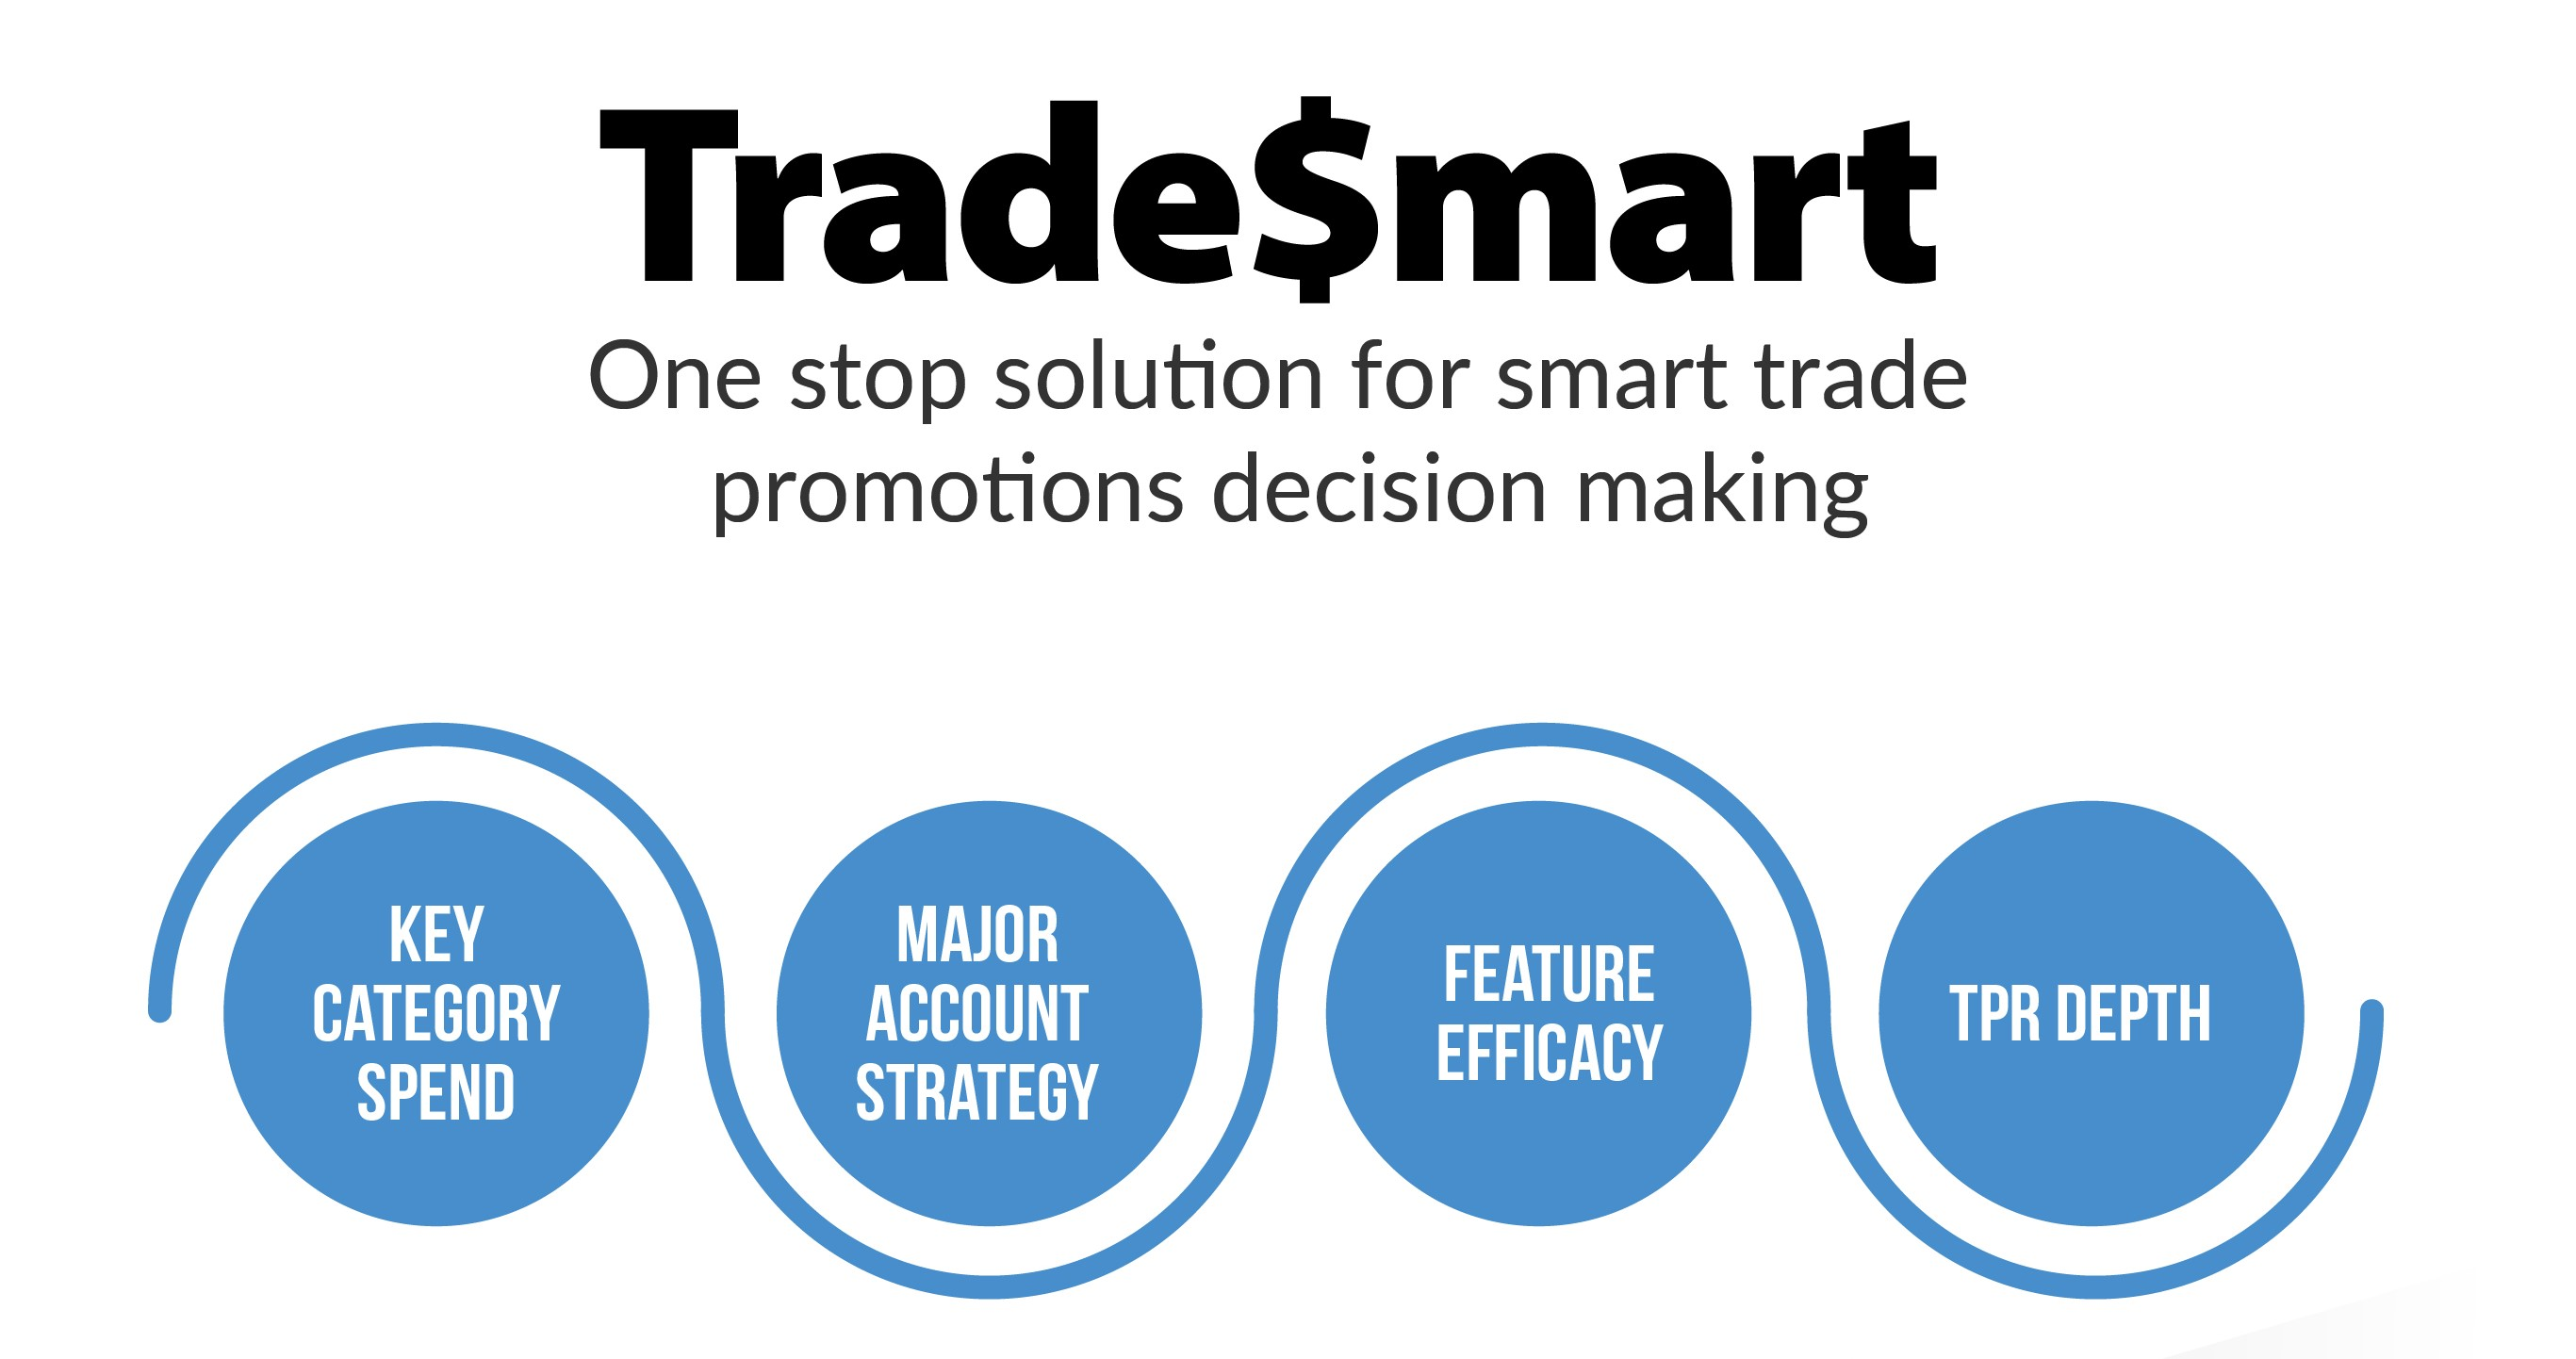 Trade$mart
One stop solution for smart trade
promotions decision making
KEY
CATEGORY
SPEND
MAJOR
ACCOUNT
STRATEGY
FEATURE
EFFICACY
TPR DEPTH